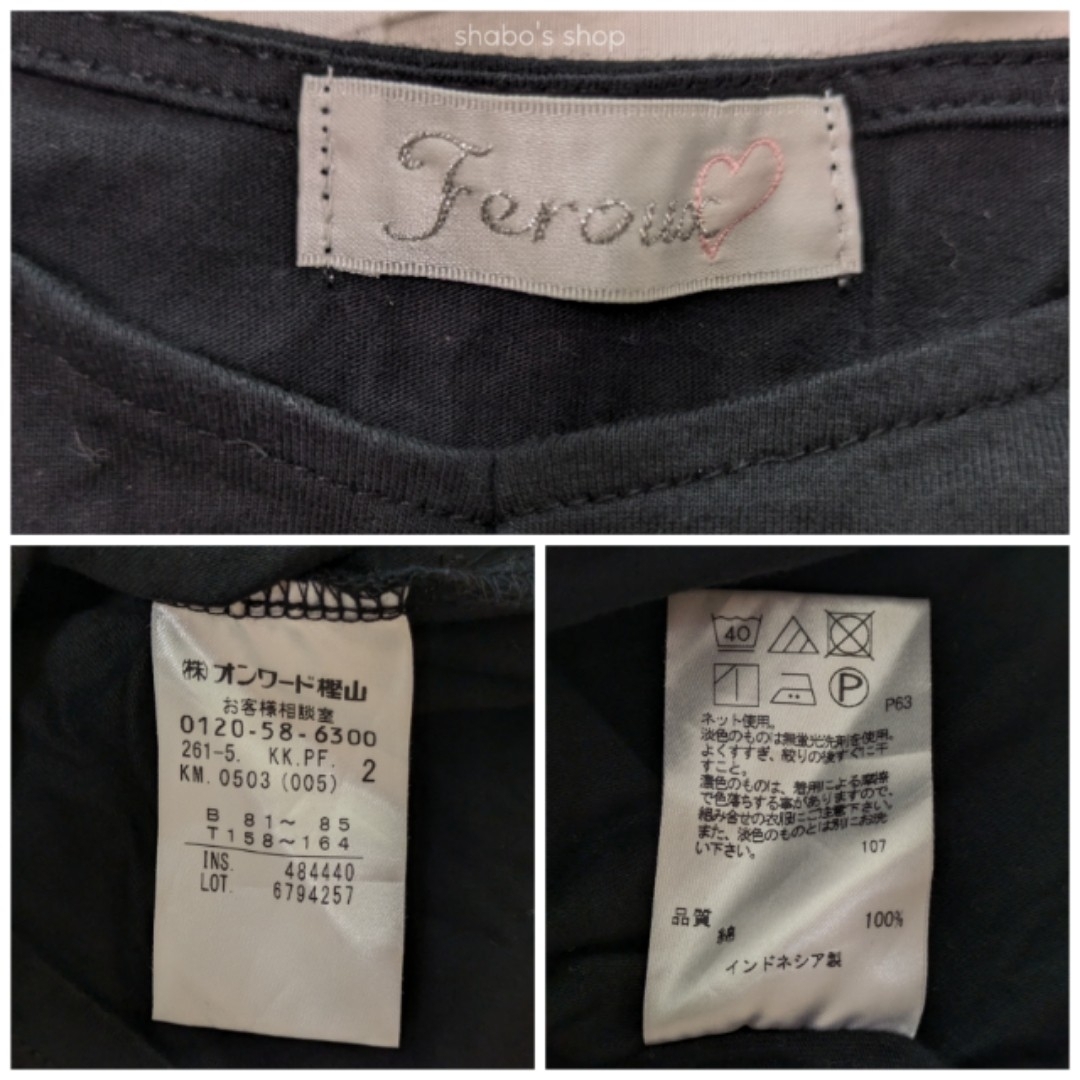 shabo's shop
Feroux
㈱オンワード樫山
お客様相談室
0120-58-6300
261-5. KK.PF. 2
KM.0503(005)
B 81～ 85
T158～164
INS. 484440
LOT. 6794257
40
P
P63
ネット使用。
淡色のものは無蛍光洗剤を使用。
よくすすぎ、絞りの後すぐに干
すこと。
濃色のものは、着用による摩擦
で色落ちする事がありますので、
組み合せの衣服にご注意下さい。
また、淡色のものとは別にお洗
い下さい。
107
品質
綿 100%
インドネシア製